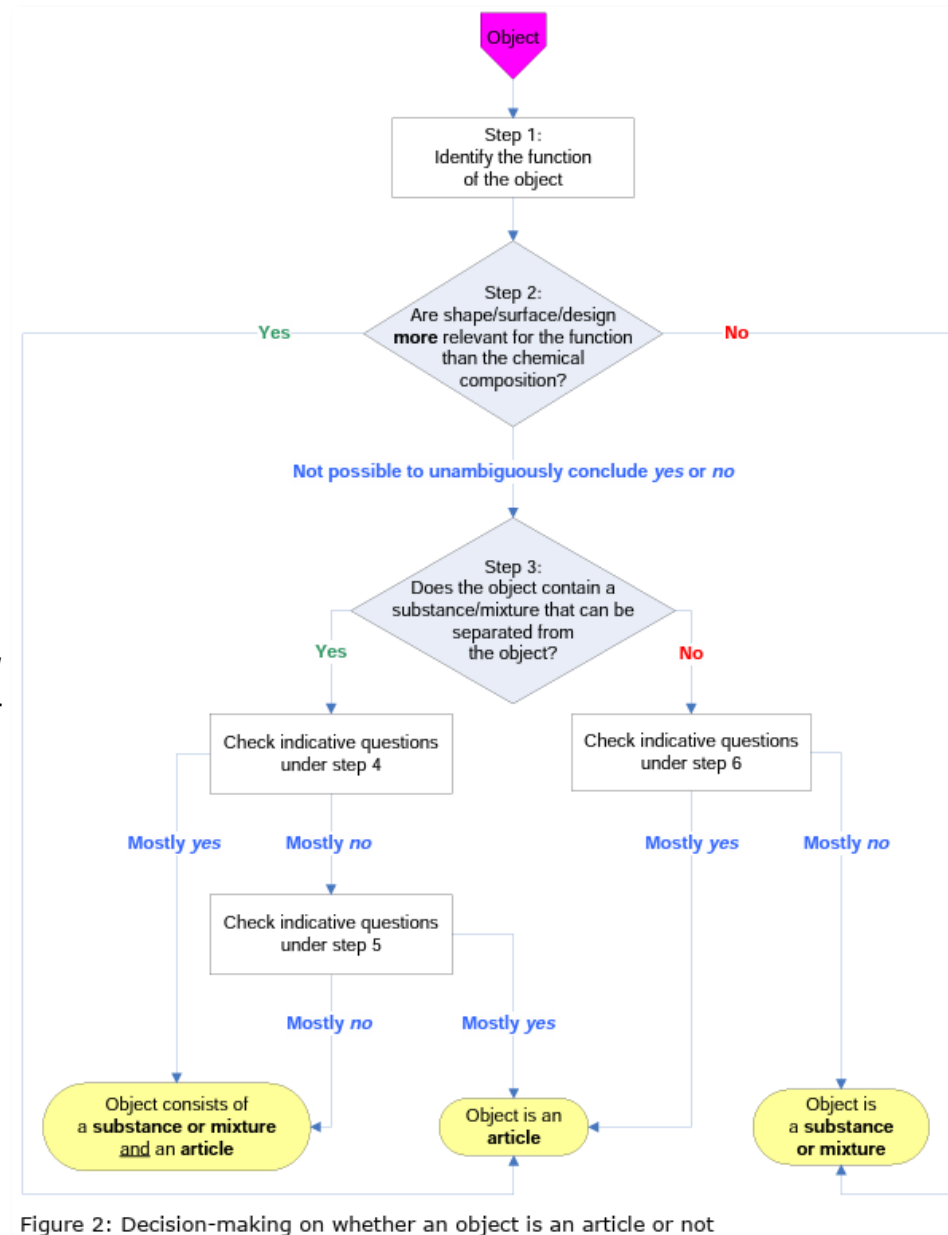 Object
Step 1:
Identify the function
of the object
Step 2:
Are shape/surface/design
more relevant for the function
than the chemical
composition?
Yes
No
Not possible to unambiguously conclude yes or no
Step 3:
Does the object contain a
substance/mixture that can be
separated from
the object?
Yes
No
Check indicative questions
under step 4
Check indicative questions
under step 6
Mostly yes
Mostly no
Mostly yes
Mostly no
Check indicative questions
under step 5
Mostly no
Mostly yes
Object consists of
a substance or mixture
and an article
Object is an
article
Object is
a substance
or mixture
Figure 2: Decision-making on whether an object is an article or not